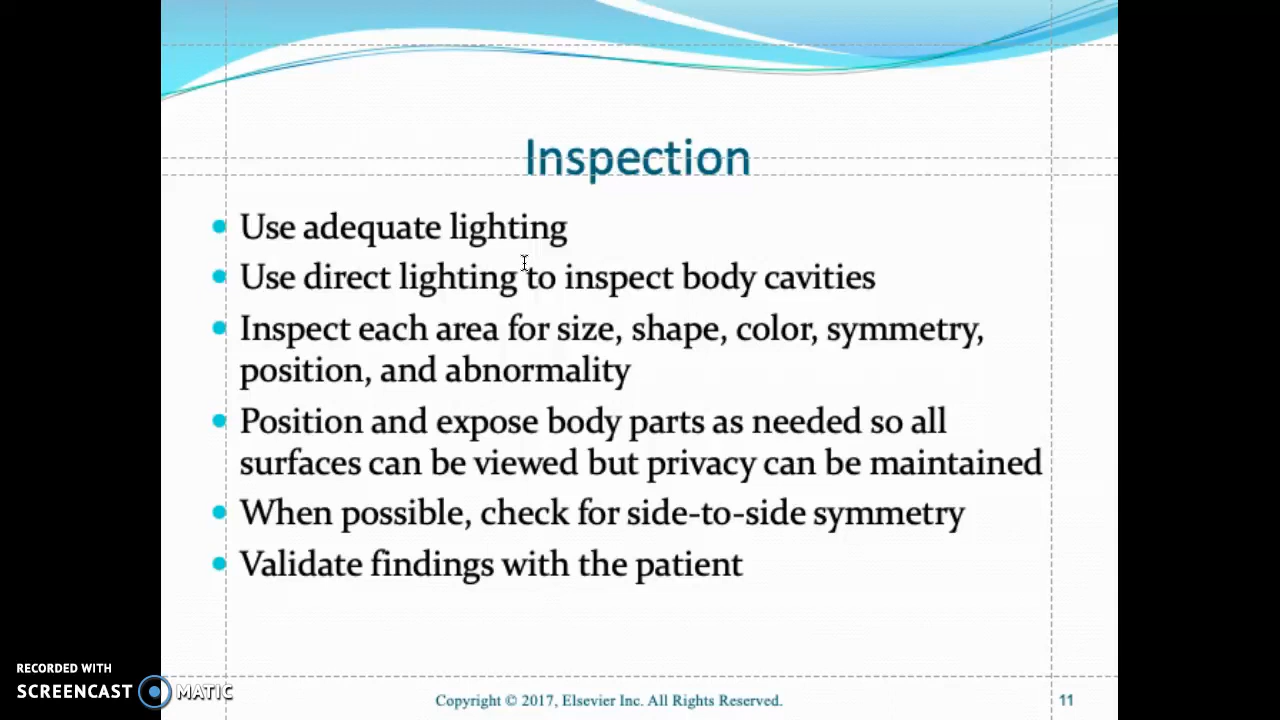 Inspection
Use adequate lighting
Use direct lighting to inspect body cavities
Inspect each area for size, shape, color, symmetry,
position, and abnormality
Position and expose body parts as needed so all
surfaces can be viewed but privacy can be maintained
When possible, check for side-to-side symmetry
Validate findings with the patient
RECORDED WITH
SCREENCAST MATIC
Copyright © 2017, Elsevier Inc. All Rights Reserved.
11